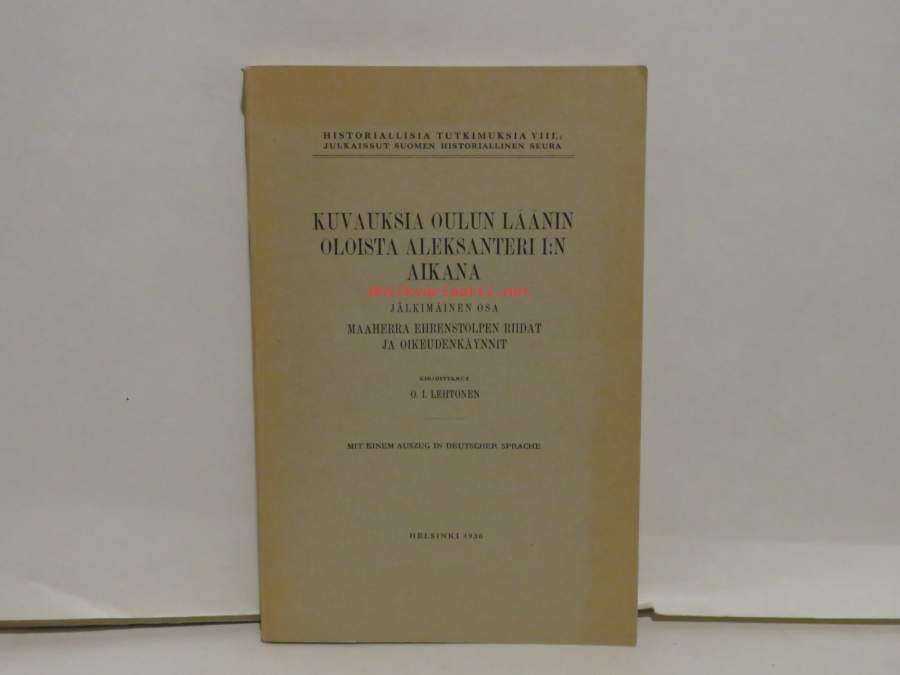 HISTORIALLISIA TUTKIMUKSIA VIII,
JULKAISSUT SUOMEN HISTORIALLINEN SEURA
KUVAUKSIA OULUN LÄÄNIN
OLOISTA ALEKSANTERI I:N
AIKANA
JÄLKIMÄINEN OSA
MAAHERRA EHRENSTOLPEN RIIDAT
JA OIKEUDENKÄYNNIT
KIRJOITTANUT
O. I. LEHTONEN
MIT EINEM AUSZUG IN DEUTSCHER SPRACHE
HELSINKI 1936